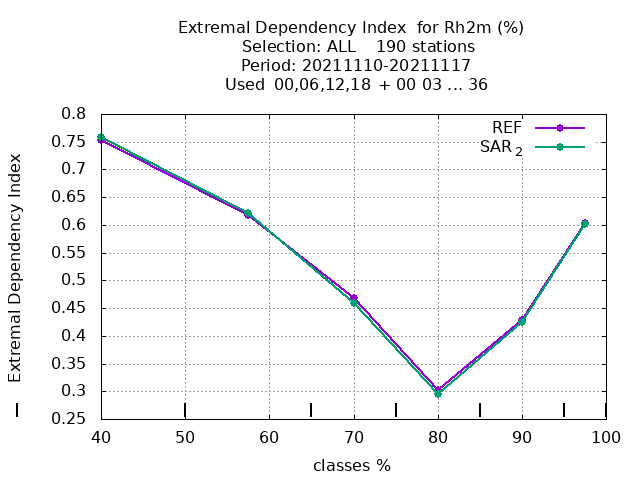 Extremal Dependency Index  for Rh2m (%)
Selection: ALL    190 stations
Period: 20211110-20211117
Used  00,06,12,18 + 00 03 ... 36
REF
SAR 2
0.8
0.75
0.7
0.65
0.6
0.55
0.5
0.45
0.4
0.35
0.3
0.25
Extremal Dependency Index
40 50 60 70 80 90 100
classes %